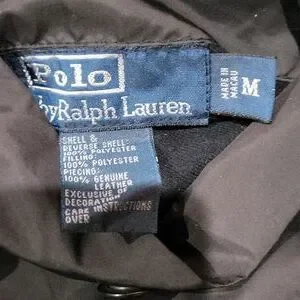 Polo
by Ralph Lauren
MADE IN
MACAU
M
SHELL &
REVERSE SHELL:
100% POLYESTER
FILLING:
100% POLYESTER
PIECING:
100% GENUINE
LEATHER
EXCLUSIVE OF
DECORATION
CARE INSTRUCTIONS
OVER